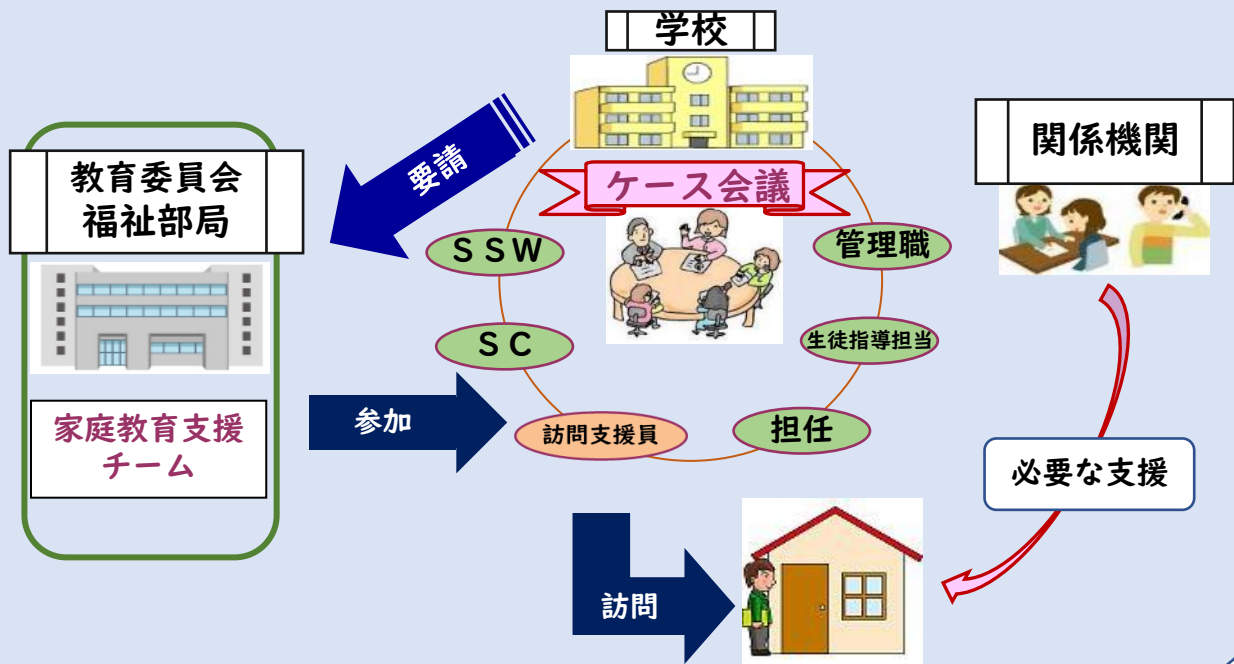 学校
要請
教育委員会
福祉部局
家庭教育支援
チーム
ケース会議
SSW
管理職
SC
生徒指導担当
訪問支援員
担任
参加
関係機関
必要な支援
訪問